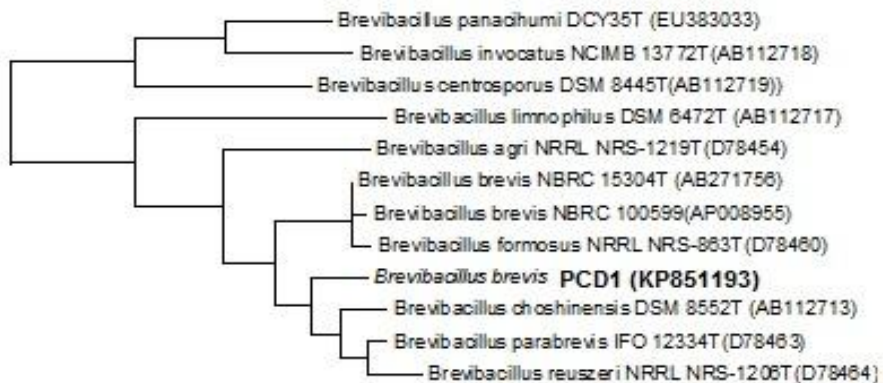 Brevibacillus panacihumi DCY35T (EU383033)
Brevibacillus invocatus NCIMB 13772T(AB112718)
Brevibacillus centrosporus DSM 8445T(AB112719))
Brevibacillus limnophilus DSM 6472T (AB112717)
Brevibacillus agri NRRL NRS-1219T(D78454)
Brevibacillus brevis NBRC 15304T (AB271756)
Brevibacillus brevis NBRC 100599(AP008955)
Brevibacillus formosus NRRL NRS-863T(D78460)
Brevibacillus brevis PCD1 (KP851193)
Brevibacillus choshinensis DSM 8552T (AB112713)
Brevibacillus parabrevis IFO 12334T(D78463)
Brevibacillus reuszeri NRRL NRS-1206T(D78464)